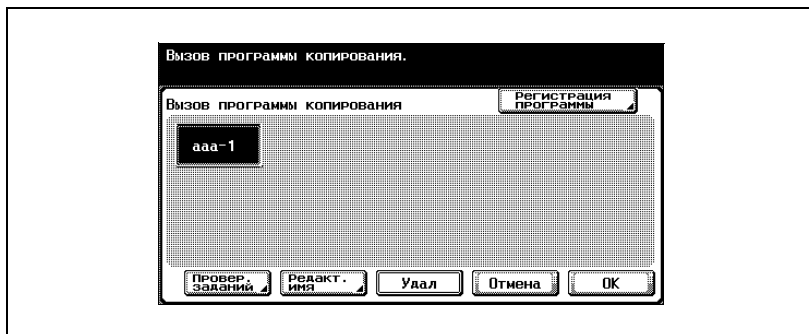 Вызов программы копирования.
Вызов программы копирования
Регистрация
программы
aaa-1
Провер.
заданий
Редакт.
имя
Удал
Отмена
OK